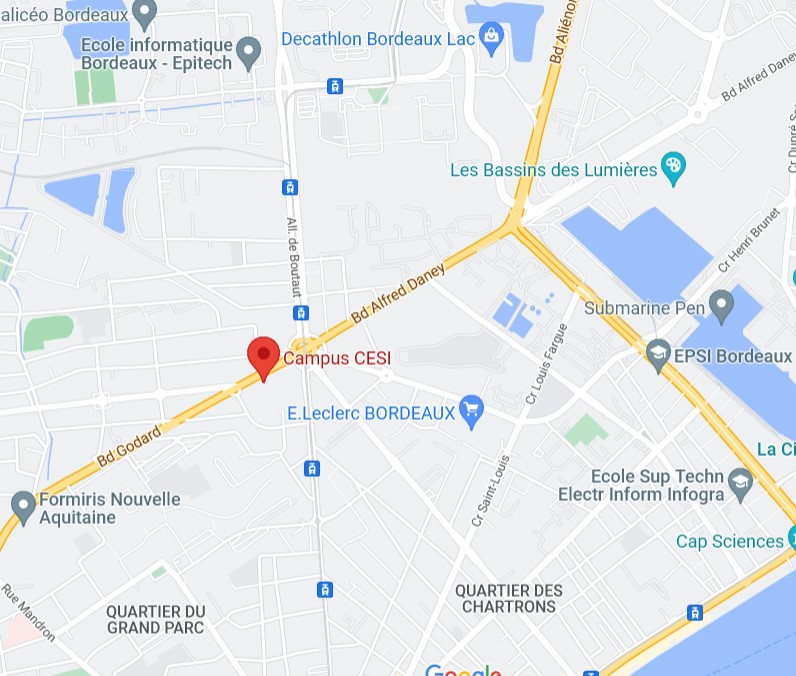 alicéo Bordeaux
Ecole informatique
Bordeaux - Epitech
Decathlon Bordeaux Lac
Bd Aliénor
Bd Alfred Daney
Les Bassins des Lumières
Cr Dupré
All. de Boutaut
Cr Henri Brunet
Bd Alfred Daney
Submarine Pen
Campus CESI
EPSI Bordeaux
Cr Louis Fargue
E.Leclerc BORDEAUX
Bd Godard
La Ci
Cr Saint-Louis
Ecole Sup Techn
Electr Inform Infogra
Formiris Nouvelle
Aquitaine
Cap Sciences
Rue Mandron
QUARTIER DU
GRAND PARC
QUARTIER DES
CHARTRONS
Google